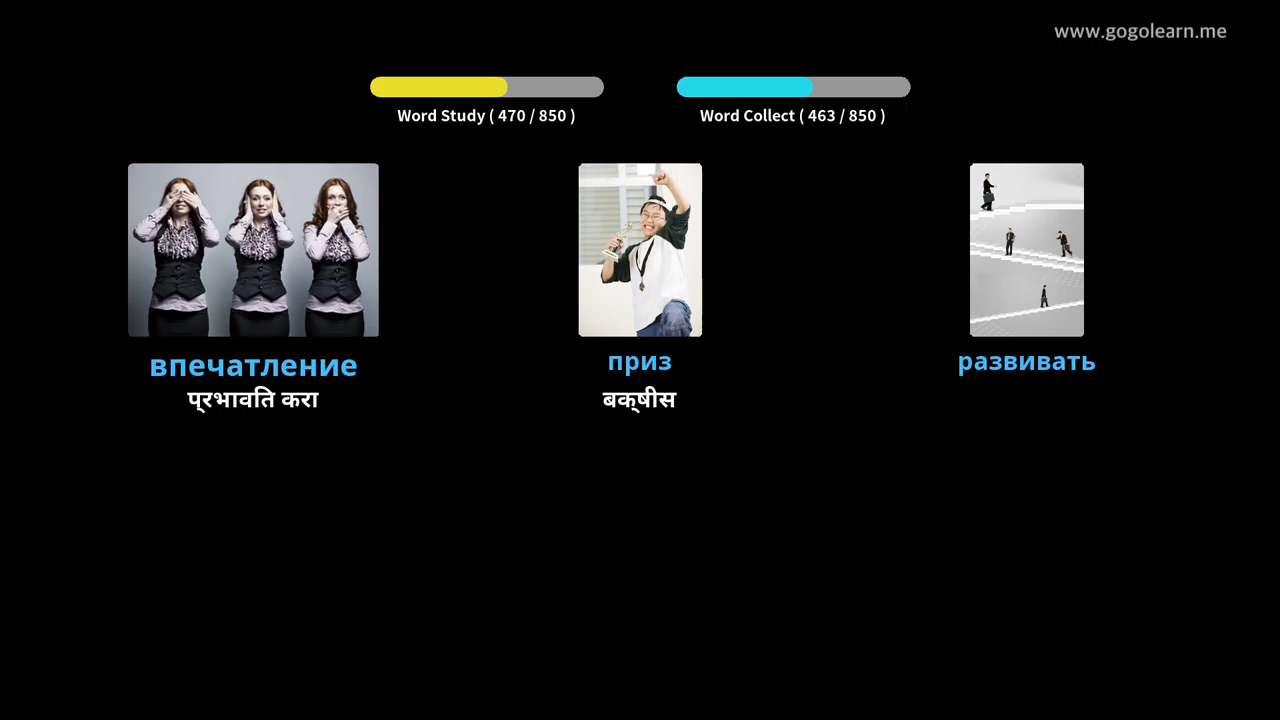 www.gogolearn.me
Word Study ( 470 / 850 )
Word Collect ( 463 / 850 )
впечатление
приз
развивать
प्रभावति करा
बक्षीस